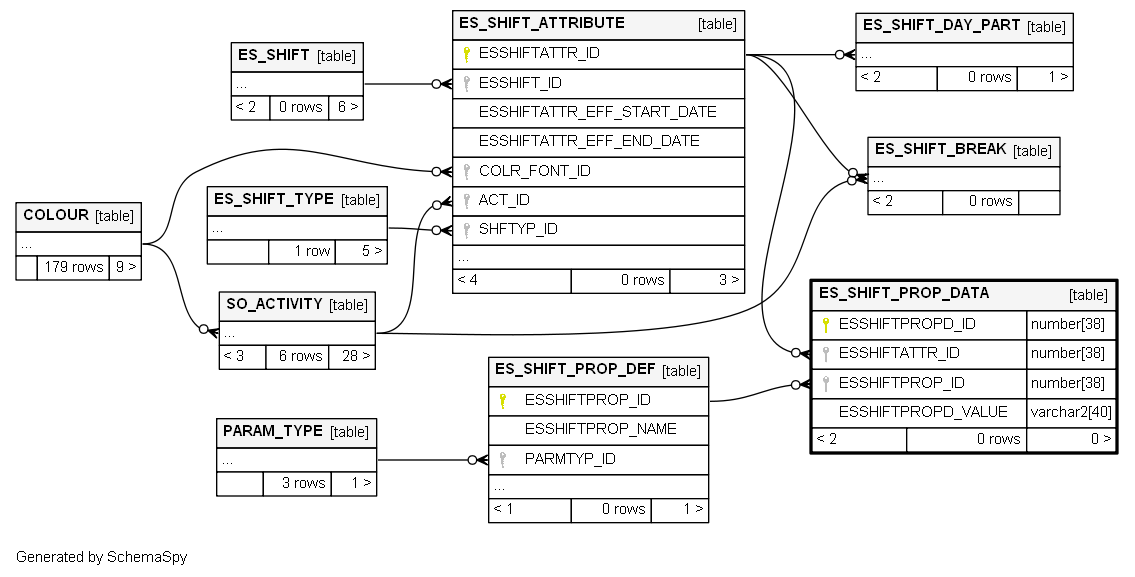 ES_SHIFT_ATTRIBUTE [table]
ESSHIFTATTR_ID
ESSHIFT_ID
ESSHIFTATTR_EFF_START_DATE
ESSHIFTATTR_EFF_END_DATE
COLR_FONT_ID
ACT_ID
SHFTYP_ID
...
< 4 0 rows 3 >
ES_SHIFT_DAY_PART [table]
...
< 2 0 rows 1 >
ES_SHIFT [table]
...
< 2 0 rows 6 >
ES_SHIFT_BREAK [table]
...
< 2 0 rows
ES_SHIFT_TYPE [table]
...
1 row 5 >
COLOUR [table]
...
179 rows 9 >
SO_ACTIVITY [table]
...
< 3 6 rows 28 >
ES_SHIFT_PROP_DATA [table]
ESSHIFTPROPD_ID number[38]
ESSHIFTATTR_ID number[38]
ESSHIFTPROP_ID number[38]
ESSHIFTPROPD_VALUE varchar2[40]
< 2 0 rows 0 >
ES_SHIFT_PROP_DEF [table]
ESSHIFTPROP_ID
ESSHIFTPROP_NAME
PARMTYP_ID
...
< 1 0 rows 1 >
PARAM_TYPE [table]
...
3 rows 1 >
Generated by SchemaSpy